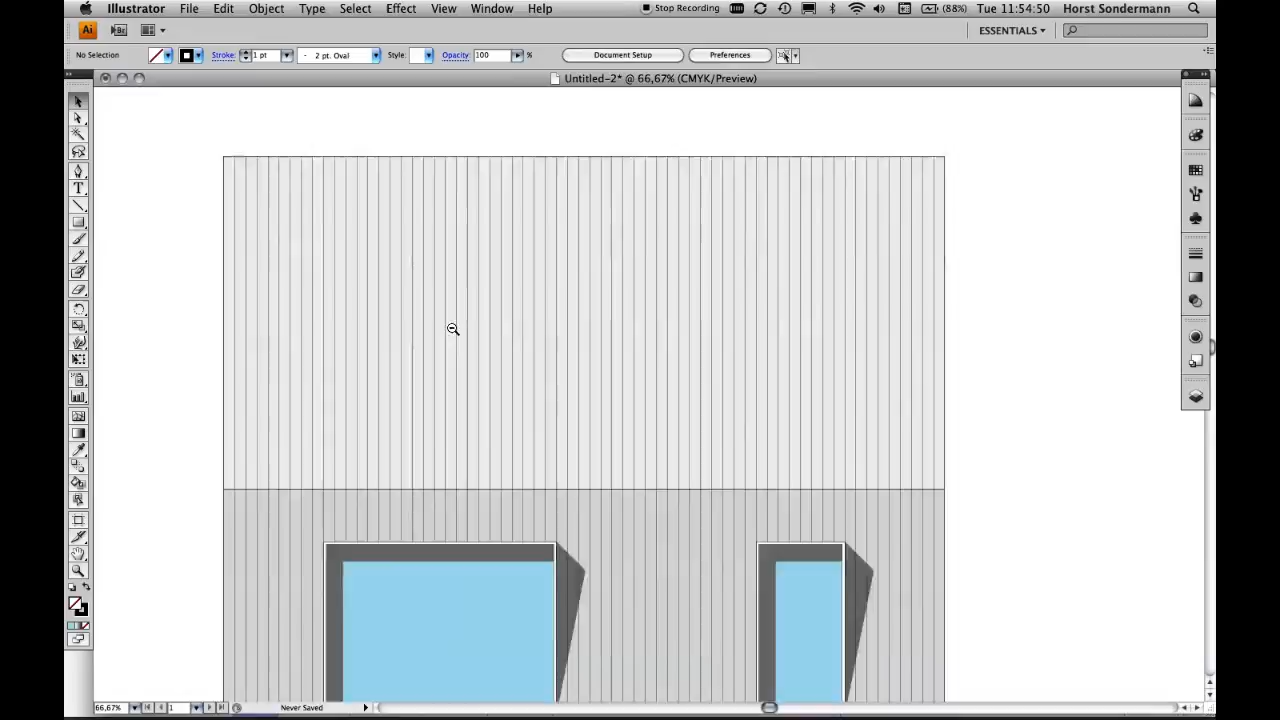 Illustrator File Edit Object Type Select Effect View Window Help Stop Recording (88%) Tue 11:54:50 Horst Sondermann
Ai Br ESSENTIALS
No Selection Stroke: 1 pt 2 pt. Oval Style: Opacity: 100 % Document Setup Preferences
Untitled-2* @ 66,67% (CMYK/Preview)
T
66,67% 1 Never Saved